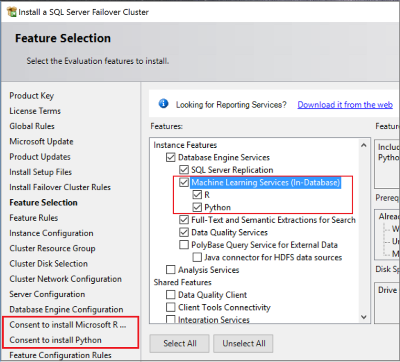 Install a SQL Server Failover Cluster
Feature Selection
Select the Evaluation features to install.
Product Key
License Terms
Global Rules
Microsoft Update
Product Updates
Install Setup Files
Install Failover Cluster Rules
Feature Selection
Feature Rules
Instance Configuration
Cluster Resource Group
Cluster Disk Selection
Cluster Network Configuration
Server Configuration
Database Engine Configuration
Consent to install Microsoft R ...
Consent to install Python
Feature Configuration Rules
Looking for Reporting Services? Download it from the web
Features:
Instance Features
Database Engine Services
SQL Server Replication
Machine Learning Services (In-Database)
R
Python
Full-Text and Semantic Extractions for Search
Data Quality Services
PolyBase Query Service for External Data
Java connector for HDFS data sources
Analysis Services
Shared Features
Data Quality Client
Client Tools Connectivity
Integration Services
Select All
Unselect All
Featur
Inclu
Pytho
Prereq
Alread
W
Disk Sp
Drive